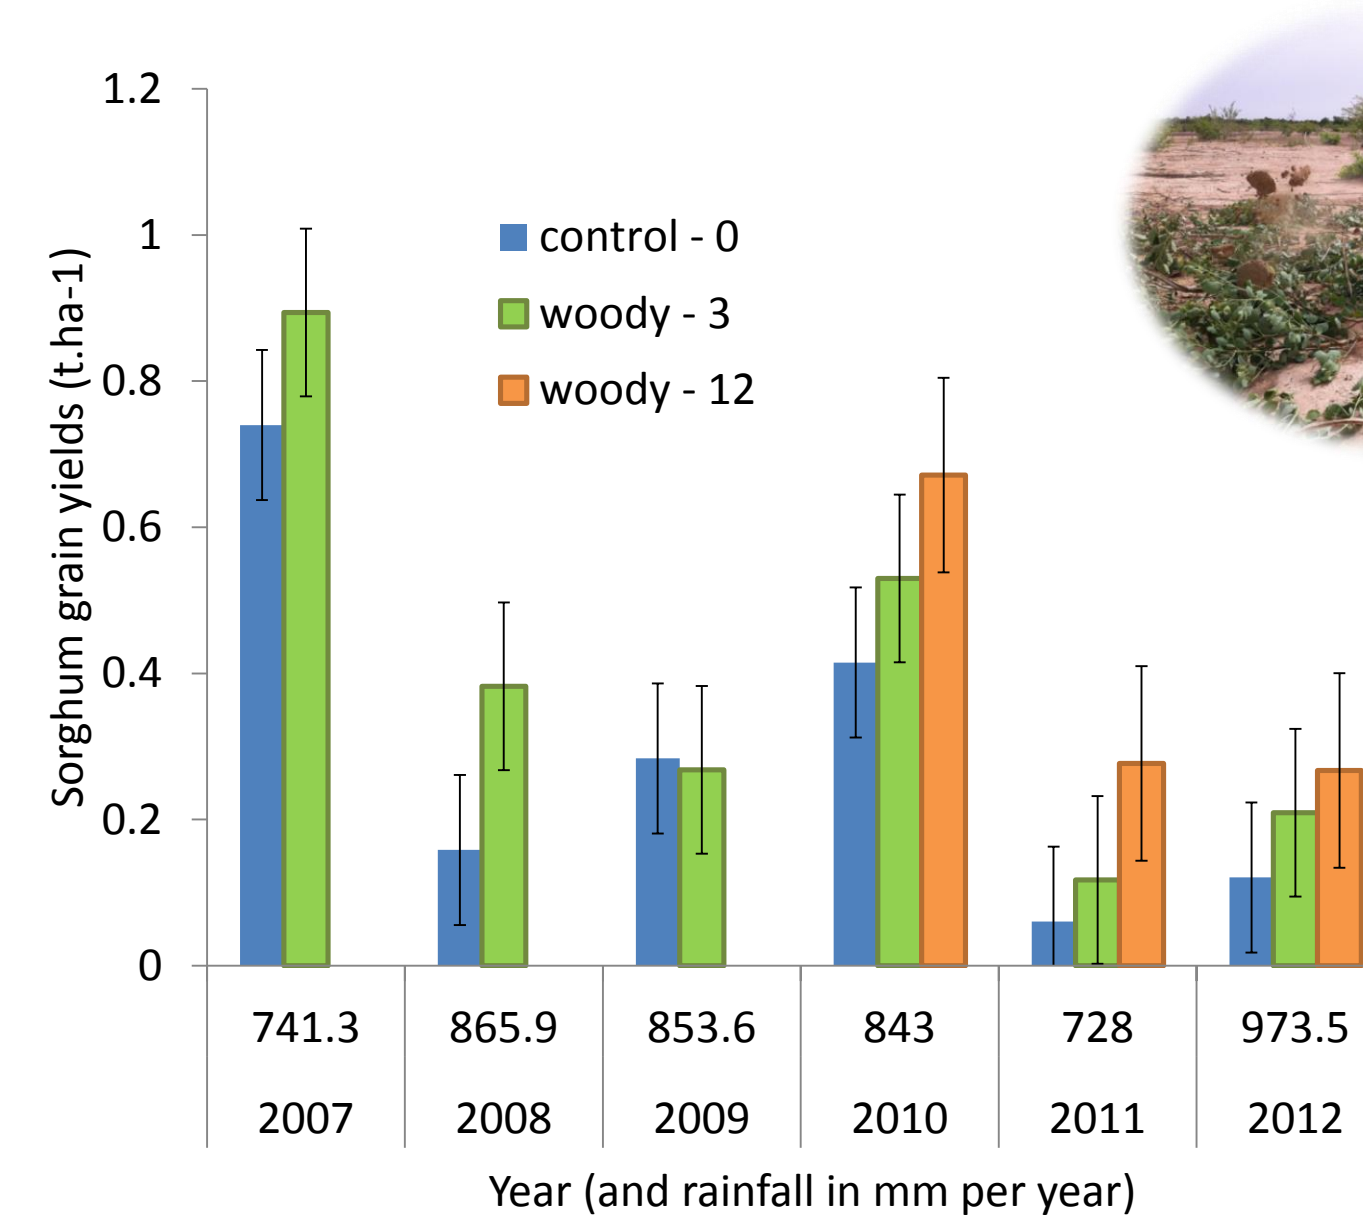 1.2
1
0.8
0.6
0.4
0.2
0
Sorghum grain yields (t.ha-1)
control - 0
woody - 3
woody - 12
741.3 865.9 853.6 843 728 973.5
2007 2008 2009 2010 2011 2012
Year (and rainfall in mm per year)